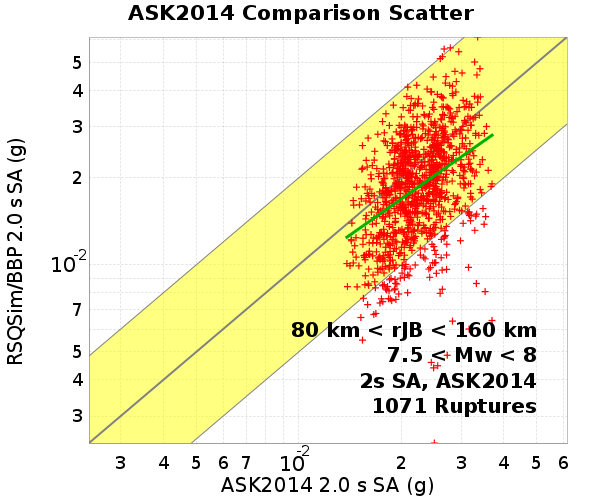 ASK2014 Comparison Scatter
RSQSim/BBP 2.0 s SA (g)
5
4
3
2
10-2
7
5
4
3
80 km < rJB < 160 km
7.5 < Mw < 8
2s SA, ASK2014
1071 Ruptures
3 4 5 6 7 10-2 2 3 4 5 6
ASK2014 2.0 s SA (g)